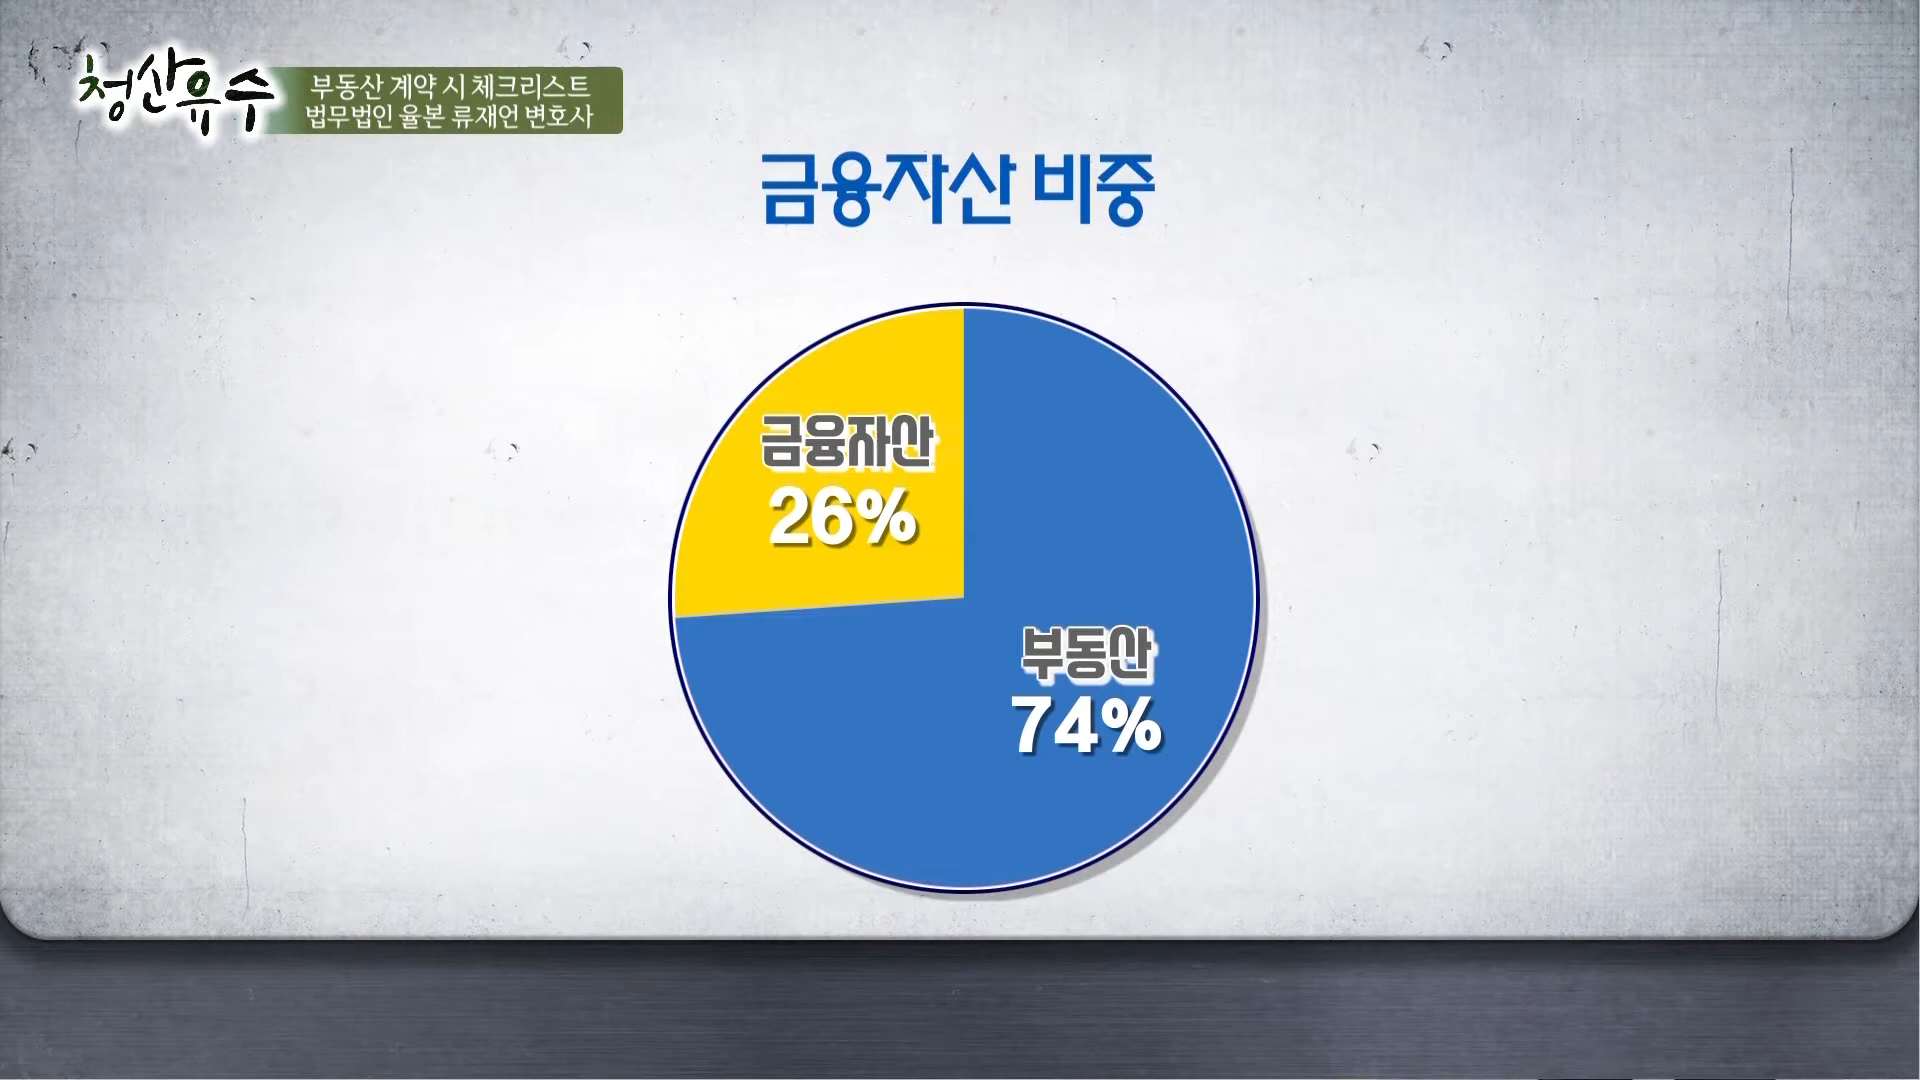 청산유수
부동산 계약 시 체크리스트
법무법인 율본 류재언 변호사
금융자산 비중
금융자산
26%
부동산
74%